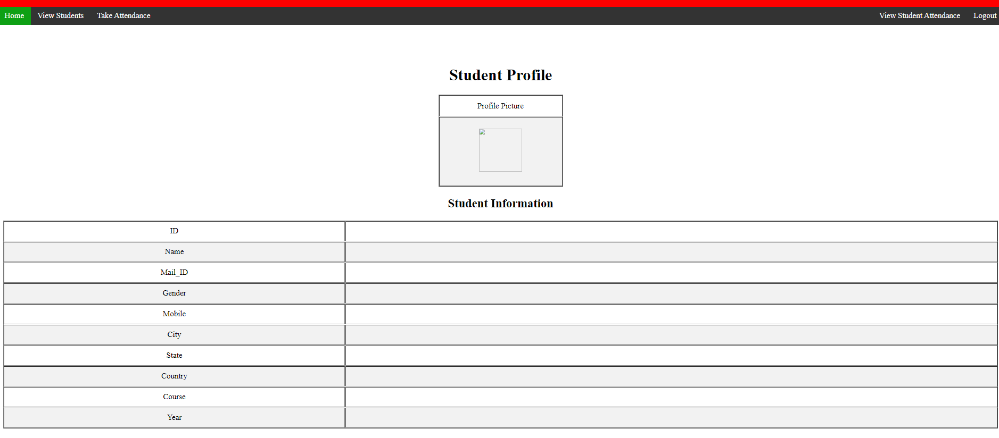 Home View Students Take Attendance View Student Attendance Logout
Student Profile
Profile Picture
Student Information
ID
Name
Mail_ID
Gender
Mobile
City
State
Country
Course
Year